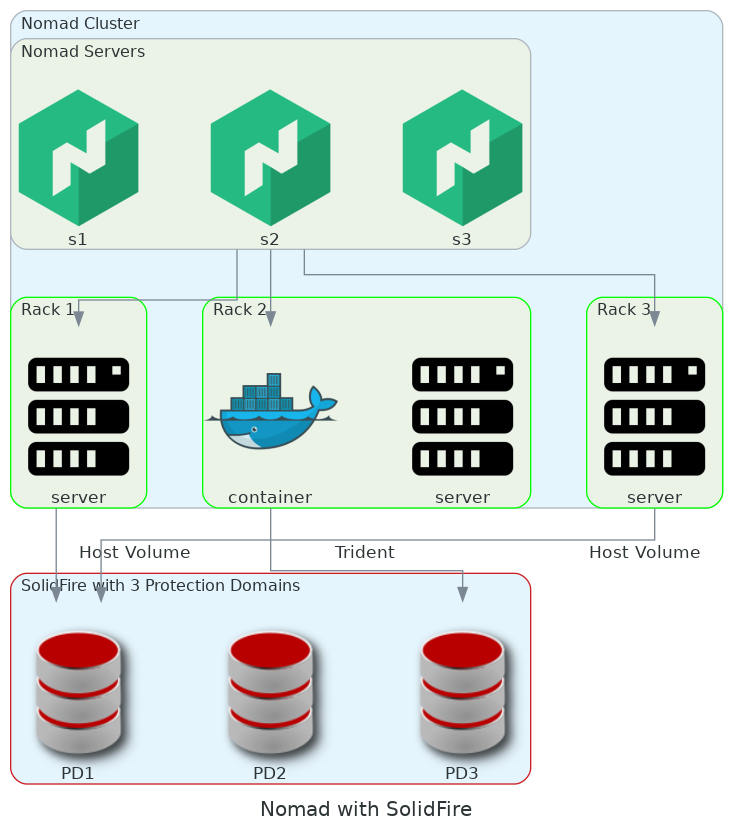 Nomad Cluster
Nomad Servers
s1
s2
s3
Rack 1
Rack 2
Rack 3
server
container
server
server
Host Volume
Trident
Host Volume
SolidFire with 3 Protection Domains
PD1
PD2
PD3
Nomad with SolidFire